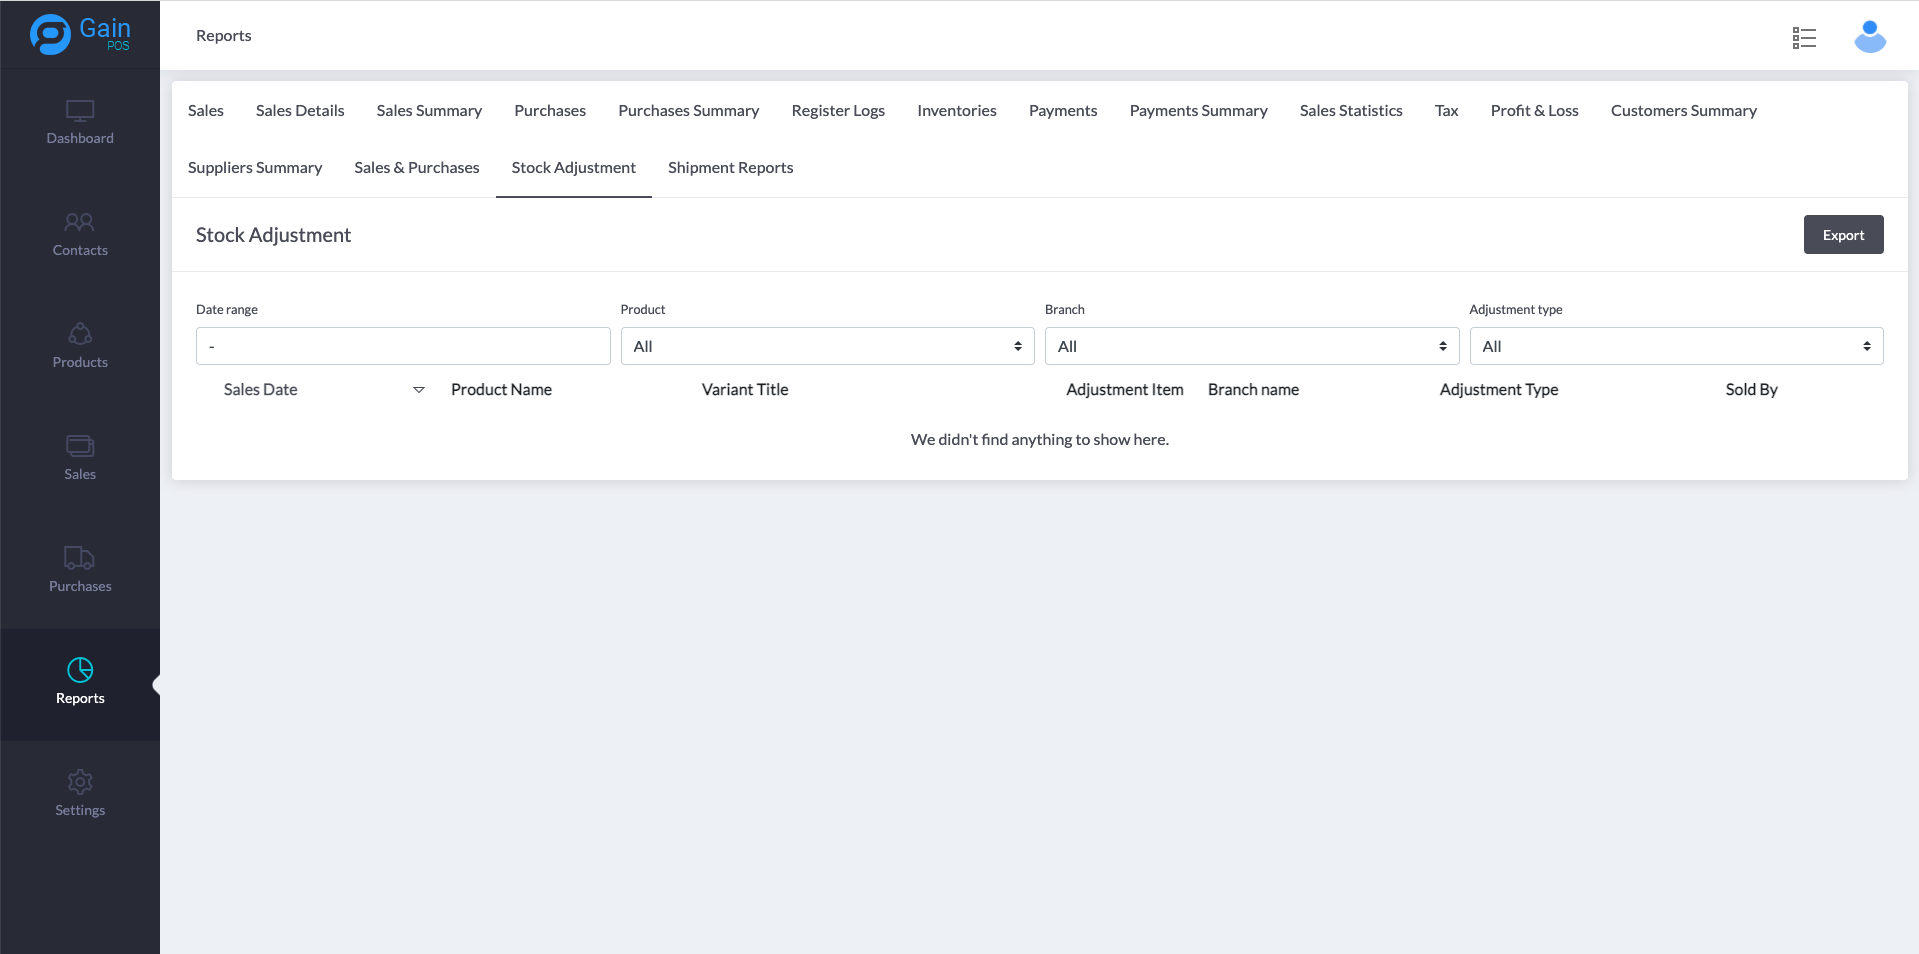 Gain
POS
Reports
Dashboard
Contacts
Products
Sales
Purchases
Reports
Settings
Sales Sales Details Sales Summary Purchases Purchases Summary Register Logs Inventories Payments Payments Summary Sales Statistics Tax Profit & Loss Customers Summary
Suppliers Summary Sales & Purchases Stock Adjustment Shipment Reports
Stock Adjustment Export
Date range Product Branch Adjustment type
- All All All
Sales Date Product Name Variant Title Adjustment Item Branch name Adjustment Type Sold By
We didn't find anything to show here.